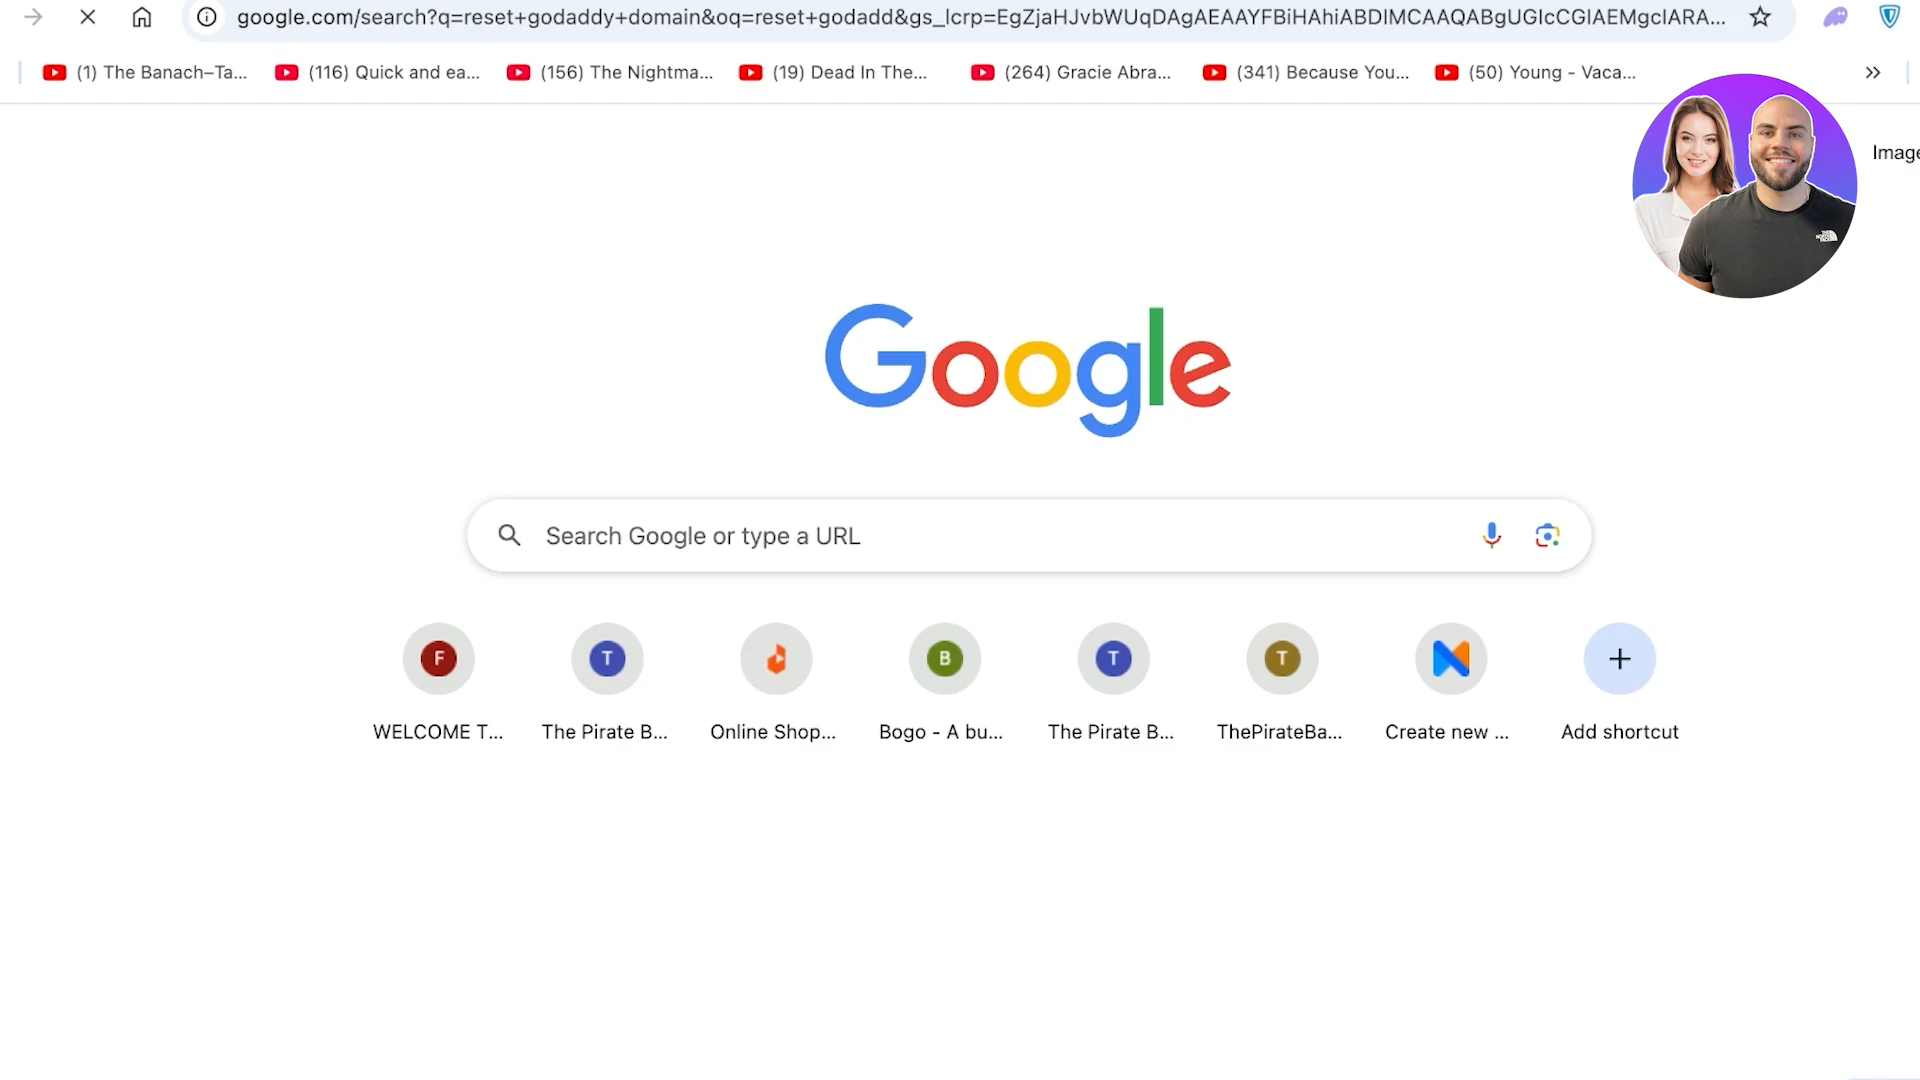 google.com/search?q=reset+godaddy+domain&oq=reset+godadd&gs_lcrp=EgZjaHJvbWUqDAgAEAAYFBiHAhiABDIMCAAQABgUGIcCGIAEMgcIARA...
(1) The Banach–Ta...
(116) Quick and ea...
(156) The Nightma...
(19) Dead In The...
(264) Gracie Abra...
(341) Because You...
(50) Young - Vaca...
Image
Google
Search Google or type a URL
F
T
B
T
T
WELCOME T...
The Pirate B...
Online Shop...
Bogo - A bu...
The Pirate B...
ThePirateBa...
Create new ...
Add shortcut